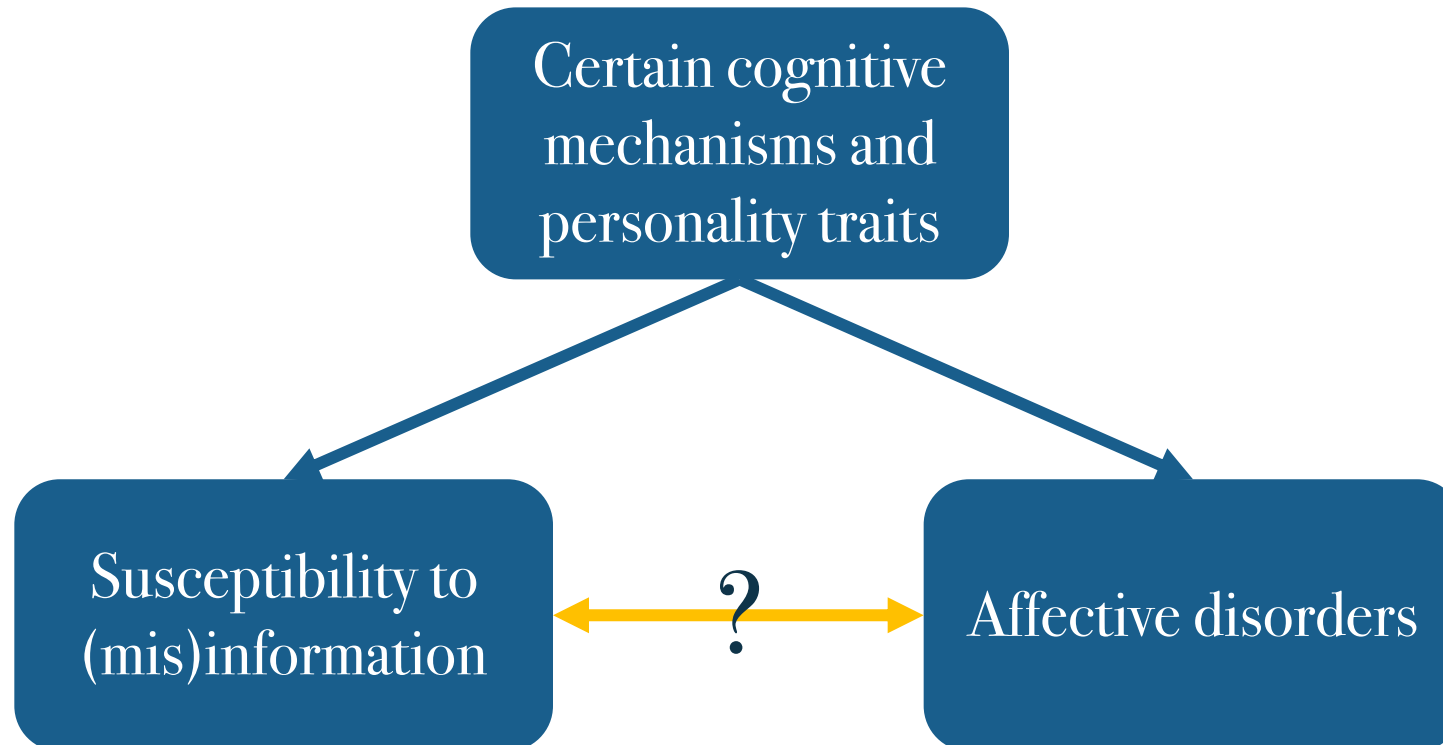 Certain cognitive
mechanisms and
personality traits
Susceptibility to
(mis)information
?
Affective disorders